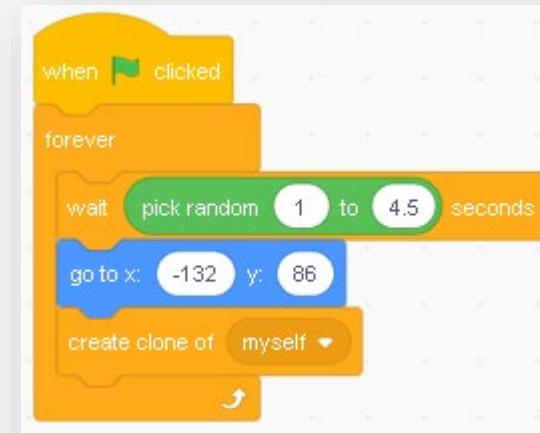 when clicked
forever
wait pick random 1 to 4.5 seconds
go to x: -132 y: 86
create clone of myself